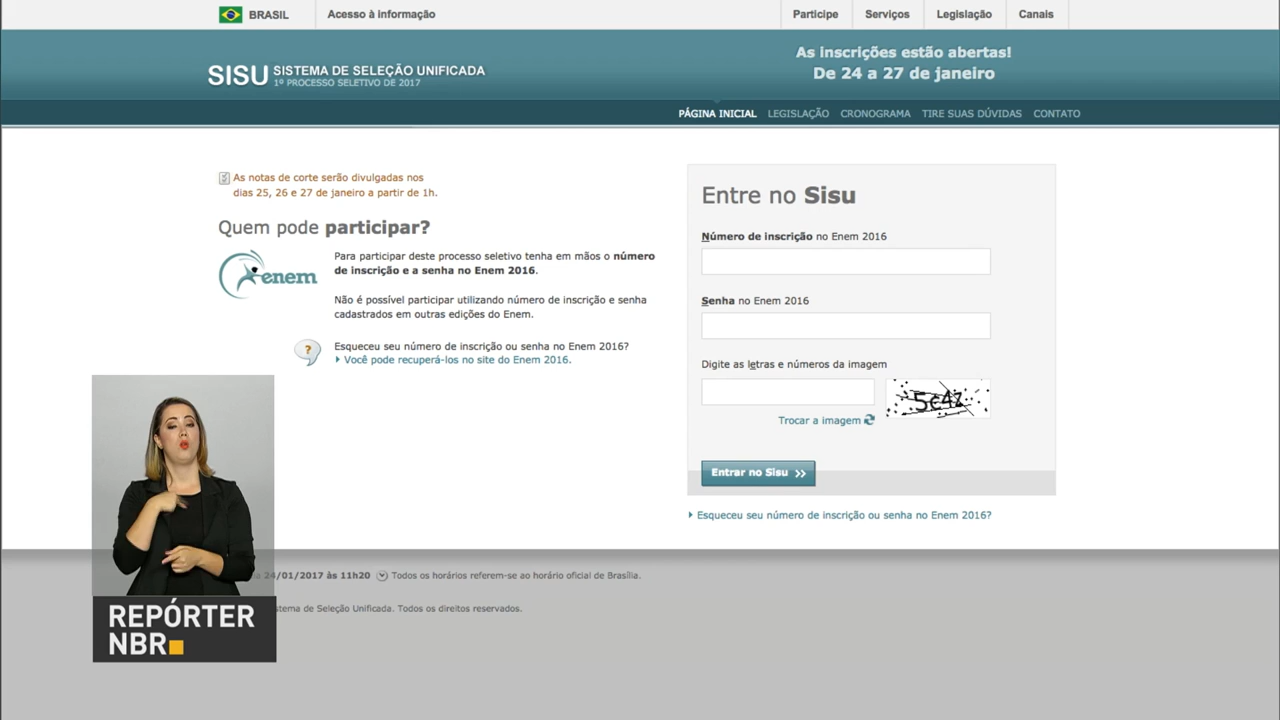 BRASIL
Acesso à informação
Participe
Serviços
Legislação
Canais
SISU SISTEMA DE SELEÇÃO UNIFICADA
1º PROCESSO SELETIVO DE 2017
As inscrições estão abertas!
De 24 a 27 de janeiro
PÁGINA INICIAL
LEGISLAÇÃO
CRONOGRAMA
TIRE SUAS DÚVIDAS
CONTATO
As notas de corte serão divulgadas nos
dias 25, 26 e 27 de janeiro a partir de 1h.
Quem pode participar?
enem
Para participar deste processo seletivo tenha em mãos o número
de inscrição e a senha no Enem 2016.
Não é possível participar utilizando número de inscrição e senha
cadastrados em outras edições do Enem.
?
Esqueceu seu número de inscrição ou senha no Enem 2016?
Você pode recuperá-los no site do Enem 2016.
Entre no Sisu
Número de inscrição no Enem 2016
Senha no Enem 2016
Digite as letras e números da imagem
Trocar a imagem
Entrar no Sisu
Esqueceu seu número de inscrição ou senha no Enem 2016?
24/01/2017 às 11h20 Todos os horários referem-se ao horário oficial de Brasília.
de Seleção Unificada. Todos os direitos reservados.
REPÓRTER
NBR